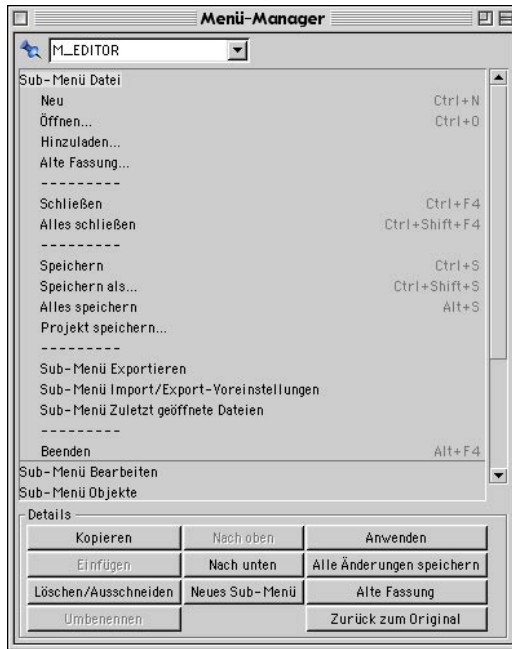 Menü-Manager
M_EDITOR
Sub-Menü Datei
Neu Ctrl+N
Öffnen... Ctrl+O
Hinzuladen...
Alte Fassung...
---------
Schließen Ctrl+F4
Alles schließen Ctrl+Shift+F4
---------
Speichern Ctrl+S
Speichern als... Ctrl+Shift+S
Alles speichern Alt+S
Projekt speichern...
---------
Sub-Menü Exportieren
Sub-Menü Import/Export-Voreinstellungen
Sub-Menü Zuletzt geöffnete Dateien
---------
Beenden Alt+F4
Sub-Menü Bearbeiten
Sub-Menü Objekte
Details
Kopieren Nach oben Anwenden
Einfügen Nach unten Alle Änderungen speichern
Löschen/Ausschneiden Neues Sub-Menü Alte Fassung
Umbenennen Zurück zum Original